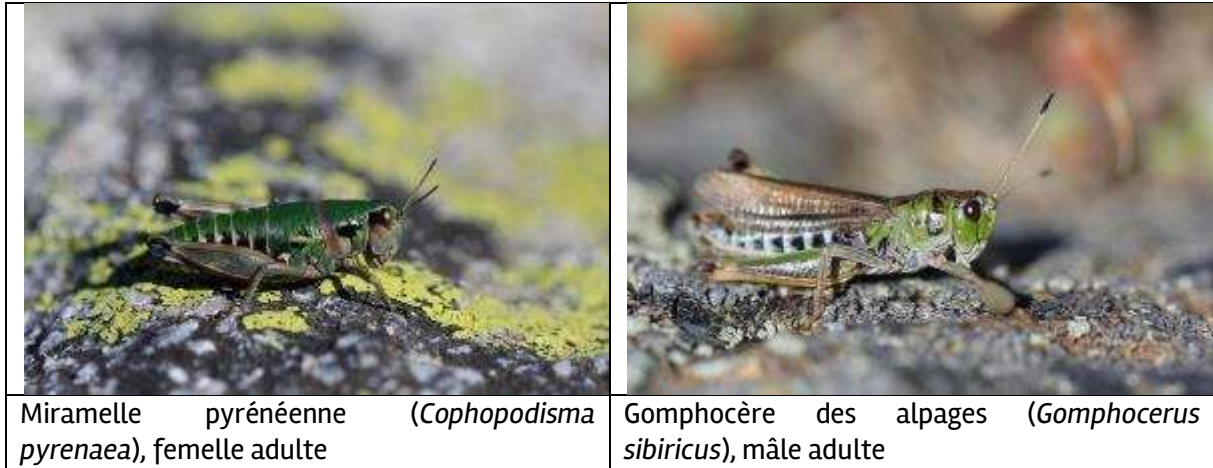 Miramelle pyrénéenne (Cophopodisma
pyrenaea), femelle adulte
Gomphocère des alpages (Gomphocerus
sibiricus), mâle adulte